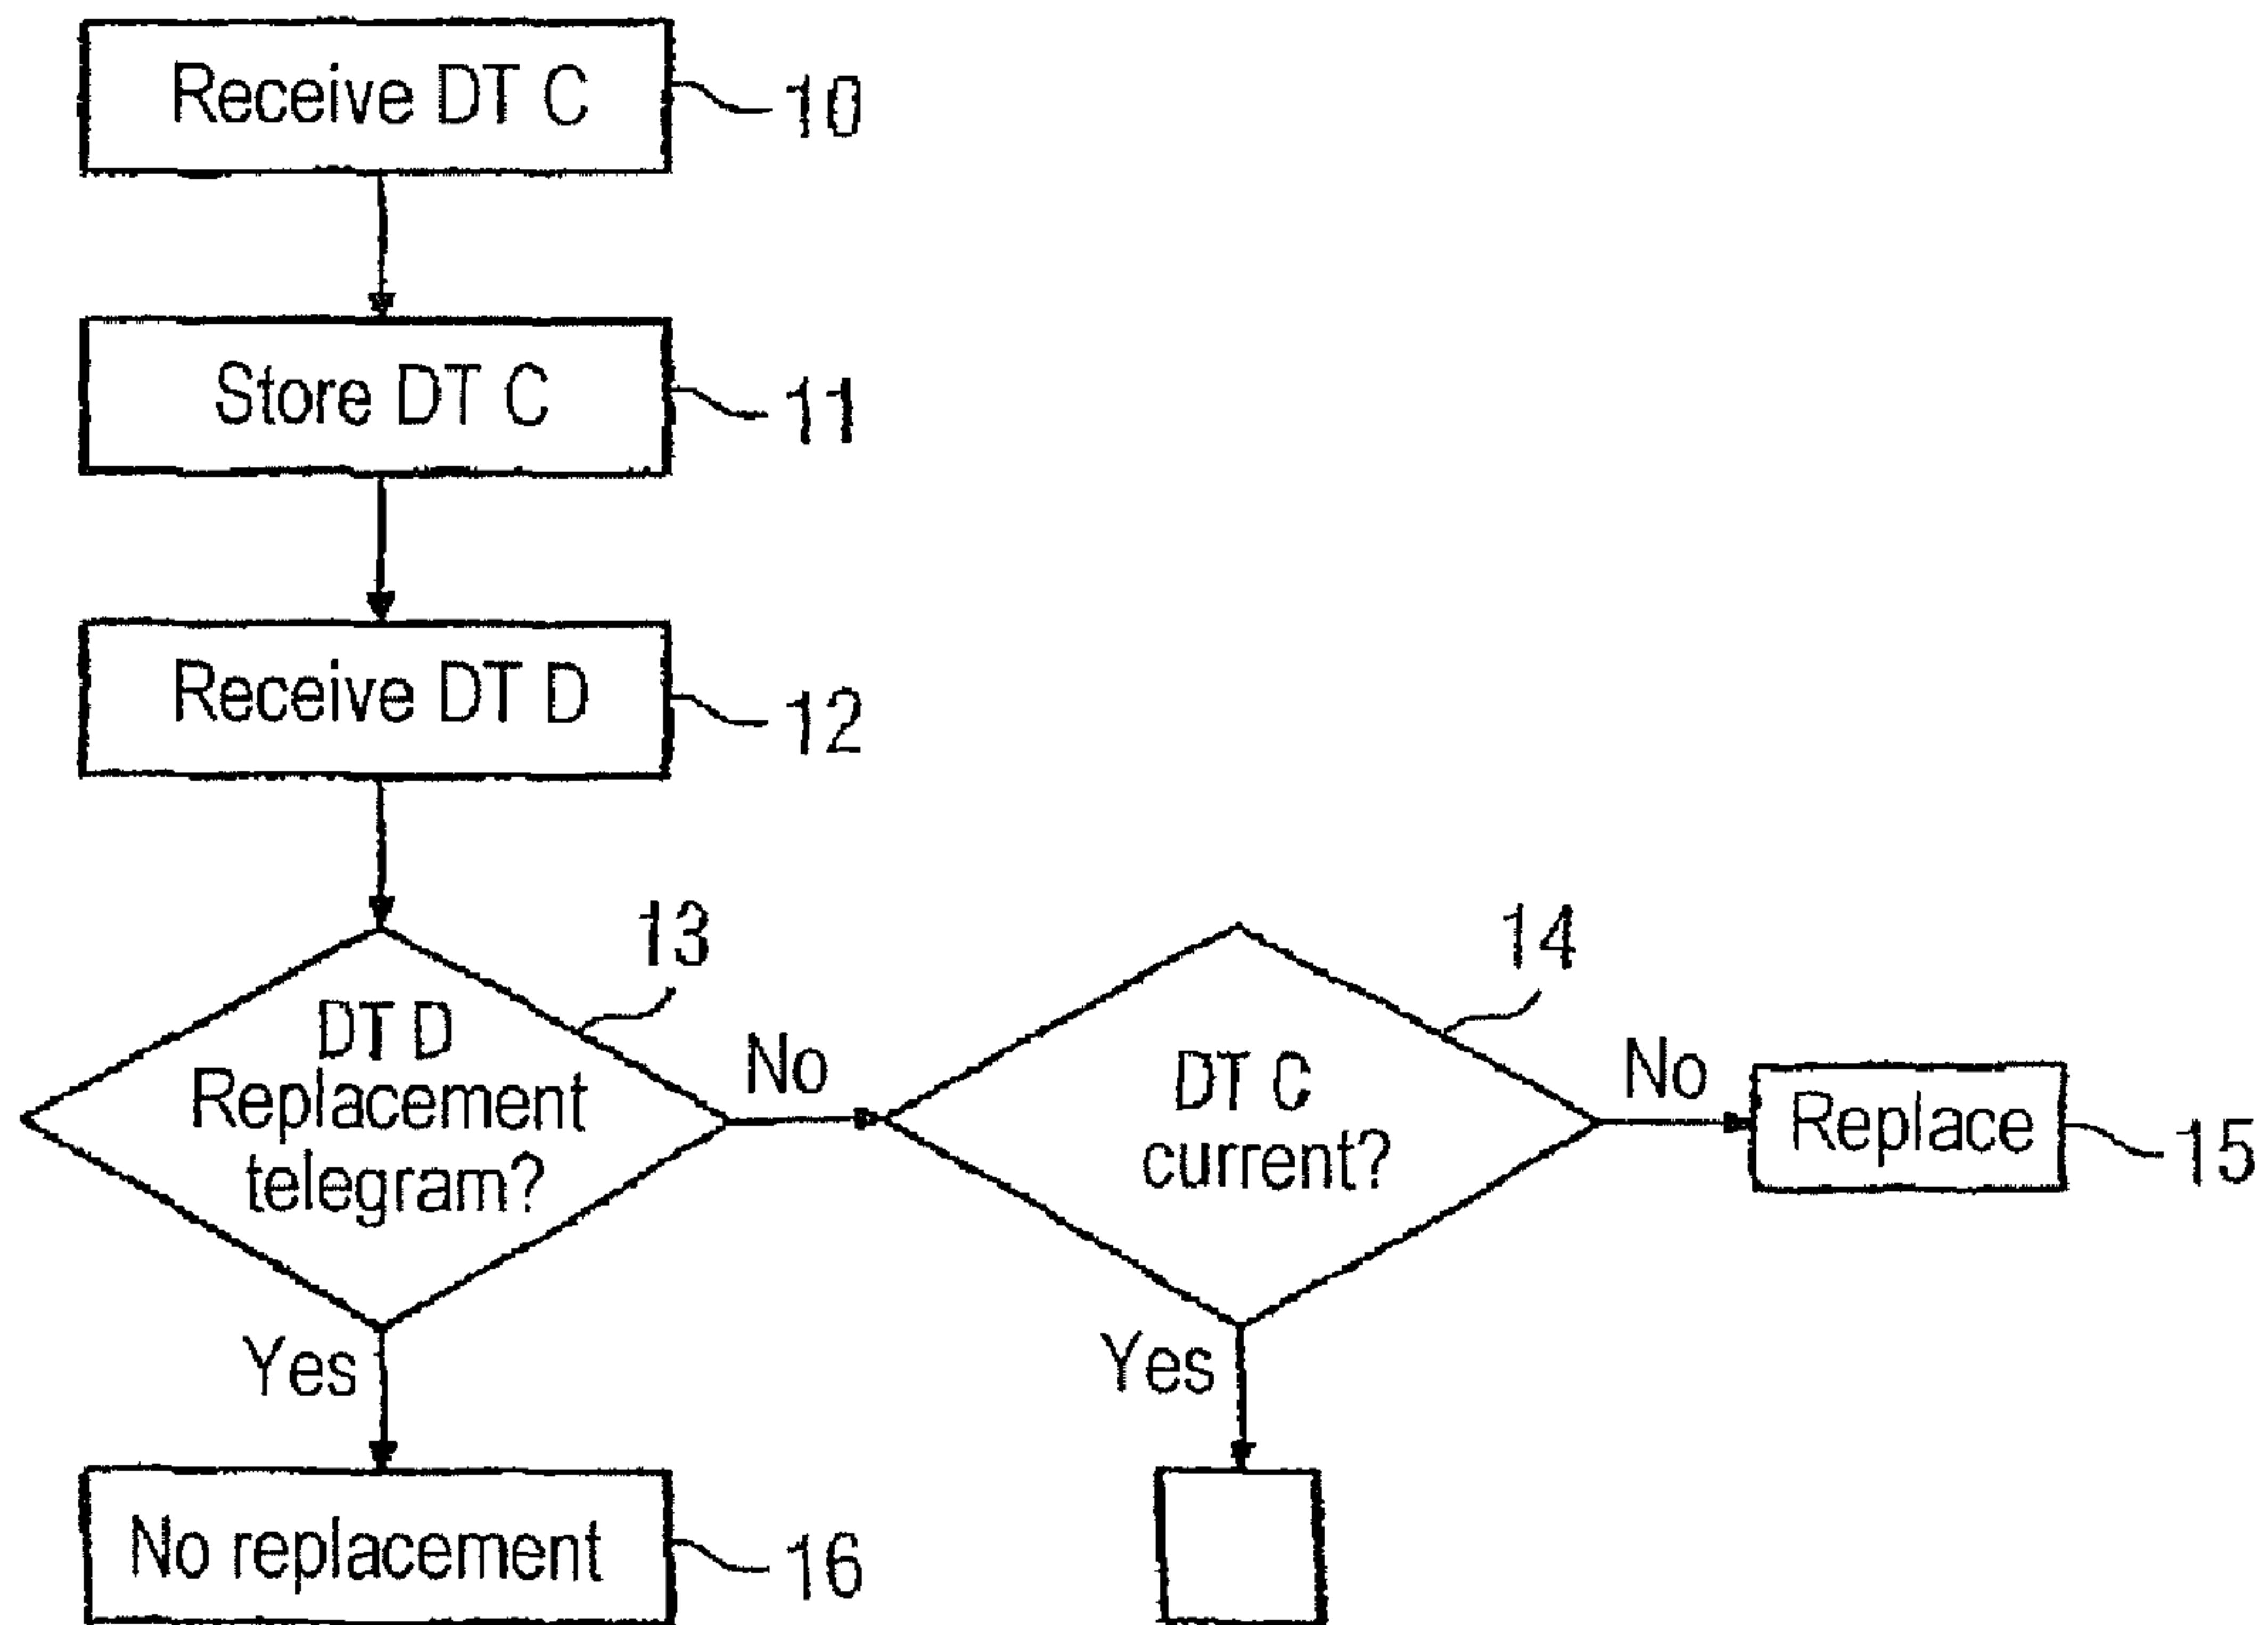 Receive DT C
10
Store DT C
11
Receive DT D
12
13
DT D
Replacement
telegram?
No
14
DT C
current?
No
Replace
15
Yes
Yes
No replacement
16